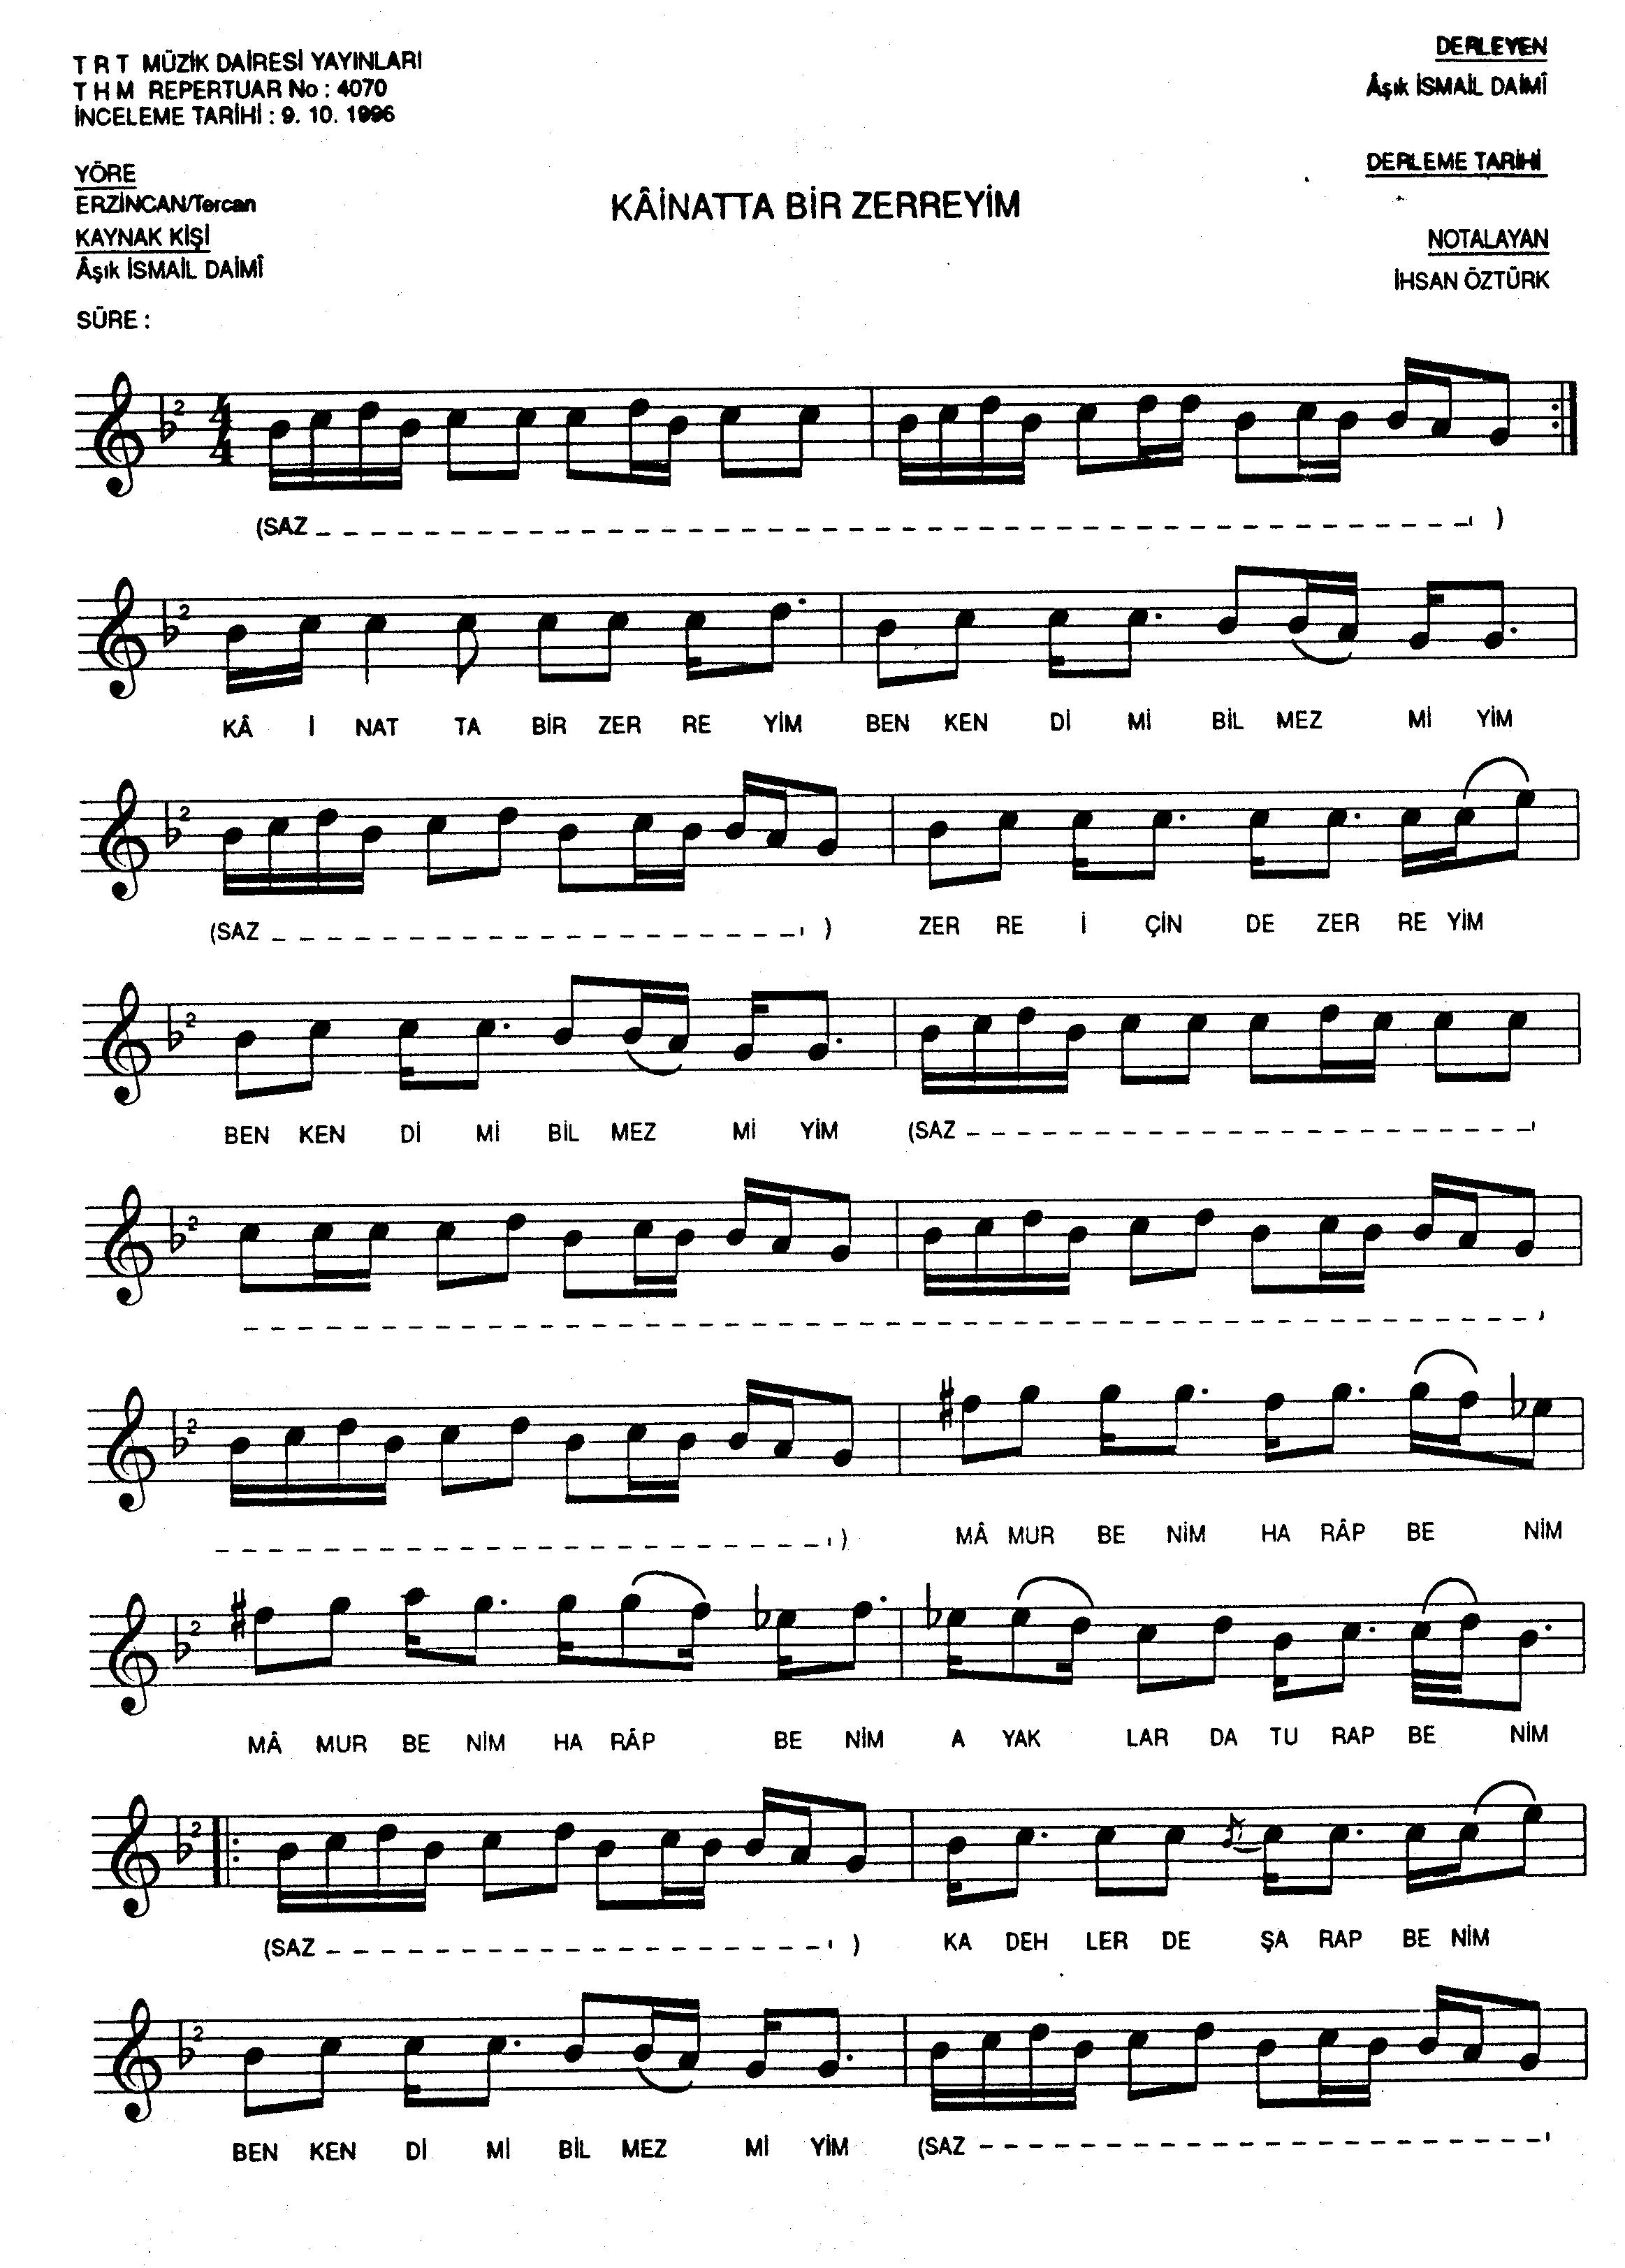 T R T MÜZİK DAİRESİ YAYINLARI
T H M REPERTUAR No : 4070
İNCELEME TARİHİ : 9. 10. 1996
DERLEYEN
Âşık İSMAİL DAİMÎ
YÖRE
ERZİNCAN/Tercan
KAYNAK KİŞİ
Âşık İSMAİL DAİMÎ
SÜRE :
KÂİNATTA BİR ZERREYİM
DERLEME TARİHİ
NOTALAYAN
İHSAN ÖZTÜRK
(SAZ )
KÂ İ NAT TA BİR ZER RE YİM BEN KEN Dİ Mİ BİL MEZ Mİ YİM
(SAZ ) ZER RE İ ÇİN DE ZER RE YİM
BEN KEN Dİ Mİ BİL MEZ Mİ YİM (SAZ
) MÂ MUR BE NİM HA RÂP BE NİM
MÂ MUR BE NİM HA RÂP BE NİM A YAK LAR DA TU RAP BE NİM
(SAZ ) KA DEH LER DE ŞA RAP BE NİM
BEN KEN Dİ Mİ BİL MEZ Mİ YİM (SAZ